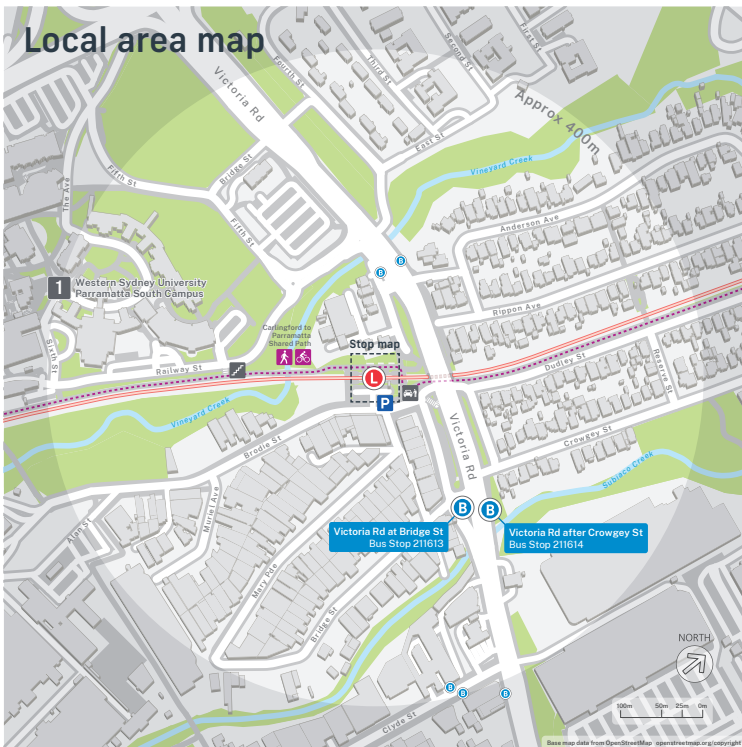 Local area map
Fourth St
Third St
Second St
First St
Victoria Rd
Approx 400m
East St
Vineyard Creek
Bridge St
Fifth St
The Ave
Fifth St
Anderson Ave
1
Western Sydney University
Parramatta South Campus
B
B
Rippon Ave
Carlingford to
Parramatta
Shared Path
Stop map
Sixth St
Railway St
L
P
Dudley St
Reserve St
Vineyard Creek
Victoria Rd
Crowgey St
Brodie St
Subiaco Creek
Muriel Ave
Alan St
B
B
Victoria Rd at Bridge St
Bus Stop 211613
Victoria Rd after Crowgey St
Bus Stop 211614
Mary Pde
Bridge St
NORTH
B
B
B
Clyde St
100m 50m 25m 0m
Base map data from OpenStreetMap openstreetmap.org/copyright